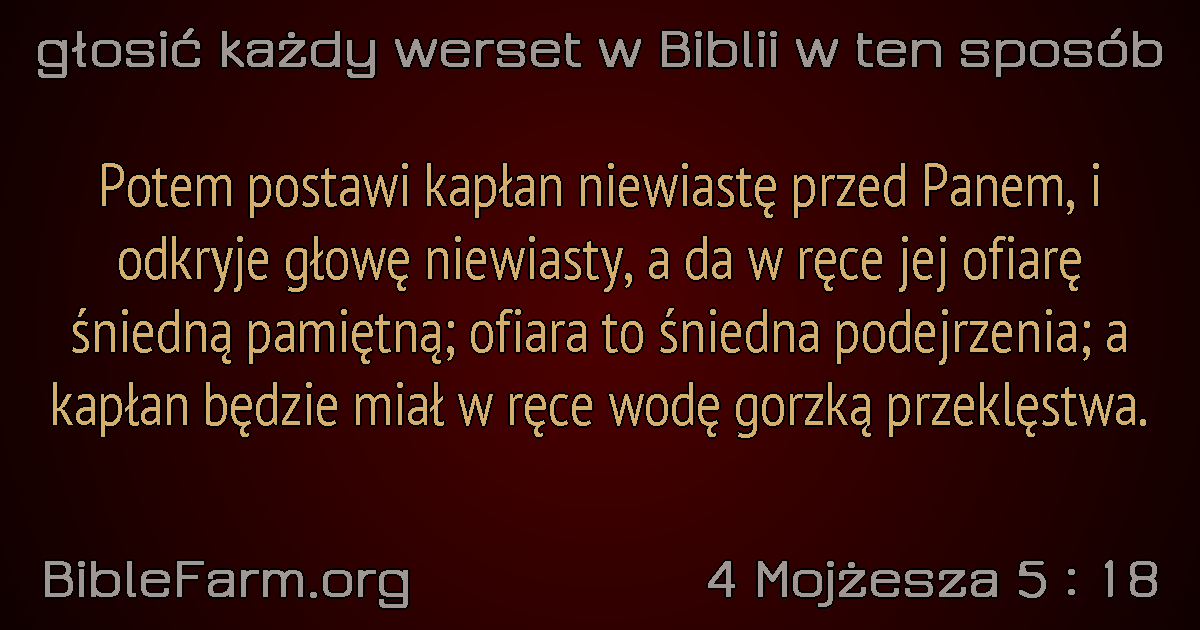 głosić każdy werset w Biblii w ten sposób
Potem postawi kapłan niewiastę przed Panem, i
odkryje głowę niewiasty, a da w ręce jej ofiarę
śniedną pamiętną; ofiara to śniedna podejrzenia; a
kapłan będzie miał w ręce wodę gorzką przeklęstwa.
BibleFarm.org
4 Mojżesza 5 : 18